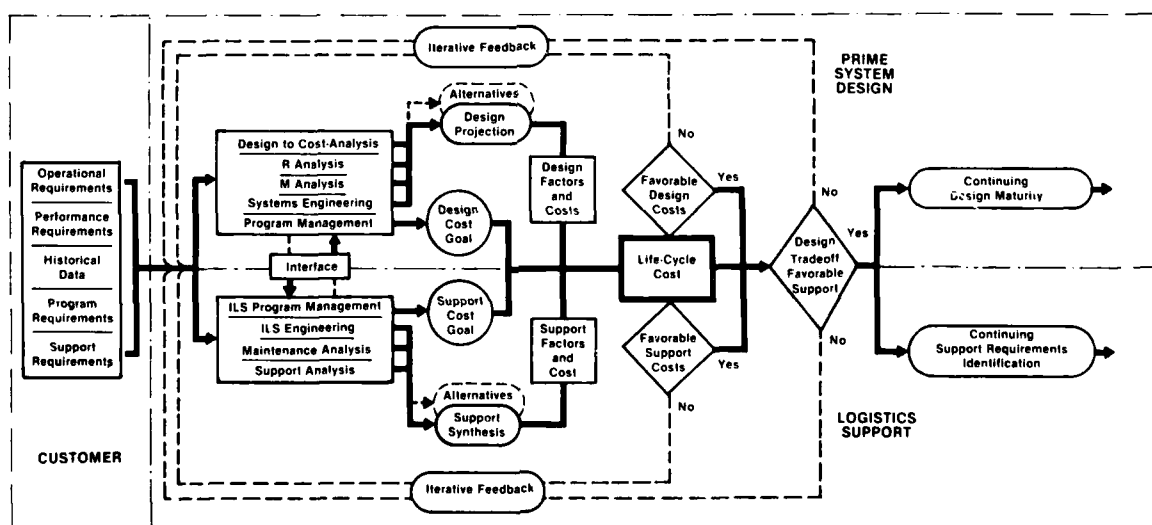 Iterative Feedback
PRIME
SYSTEM
DESIGN
Alternatives
Design
Projection
Design to Cost-Analysis
R Analysis
M Analysis
Systems Engineering
Program Management
Operational
Requirements
Performance
Requirements
Historical
Data
Program
Requirements
Support
Requirements
CUSTOMER
Interface
ILS Program Management
ILS Engineering
Maintenance Analysis
Support Analysis
Design
Cost
Goal
Support
Cost
Goal
Alternatives
Support
Synthesis
Design
Factors
and
Costs
Support
Factors
and
Cost
No
Favorable
Design
Costs
Yes
Life-Cycle
Cost
Favorable
Support
Costs
Yes
No
No
Design
Tradeoff
Favorable
Support
Yes
No
Continuing
Design Maturity
Continuing
Support Requirements
Identification
LOGISTICS
SUPPORT
Iterative Feedback